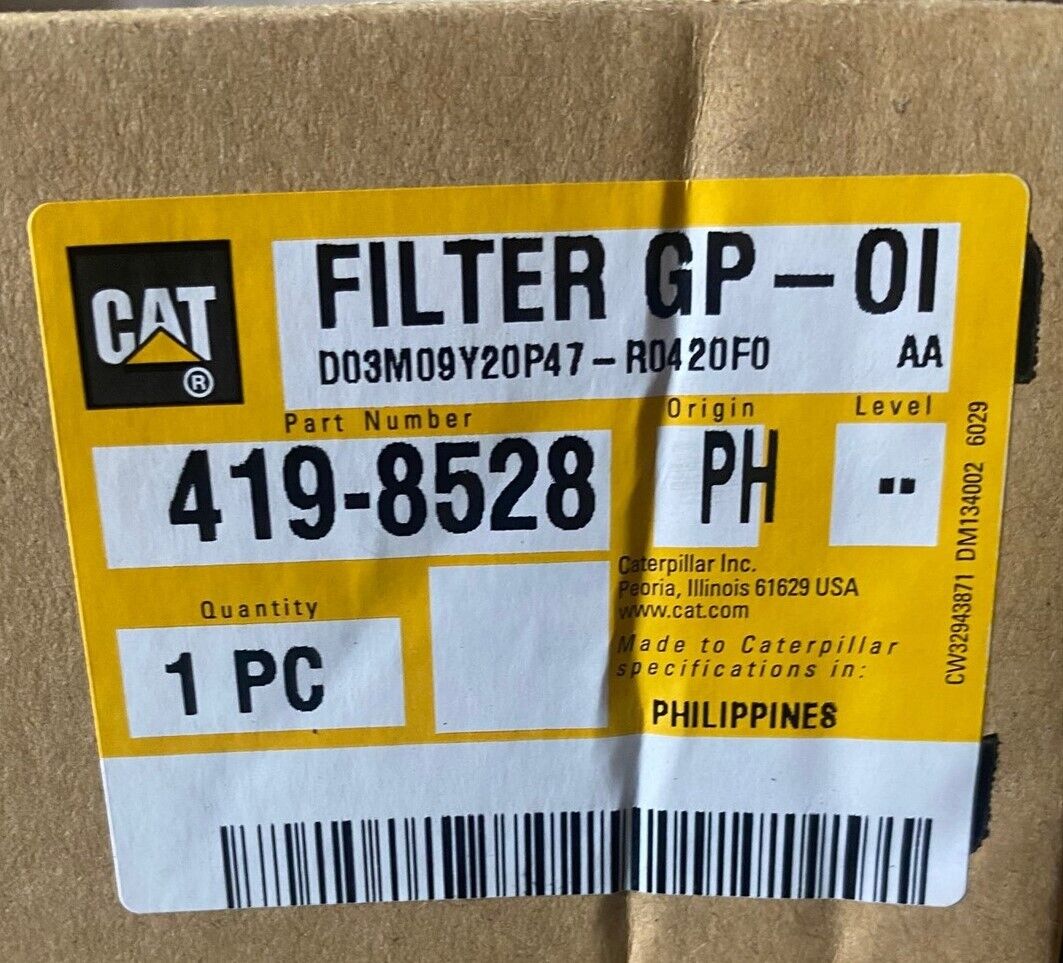 CAT
®
FILTER GP-OI
D03M09Y20P47-R0420F0 AA
Part Number
Origin
Level
419-8528
PH
--
Quantity
1 PC
Caterpillar Inc.
Peoria, Illinois 61629 USA
www.cat.com
Made to Caterpillar
specifications in:
PHILIPPINES
CW32943871 DM134002 6029